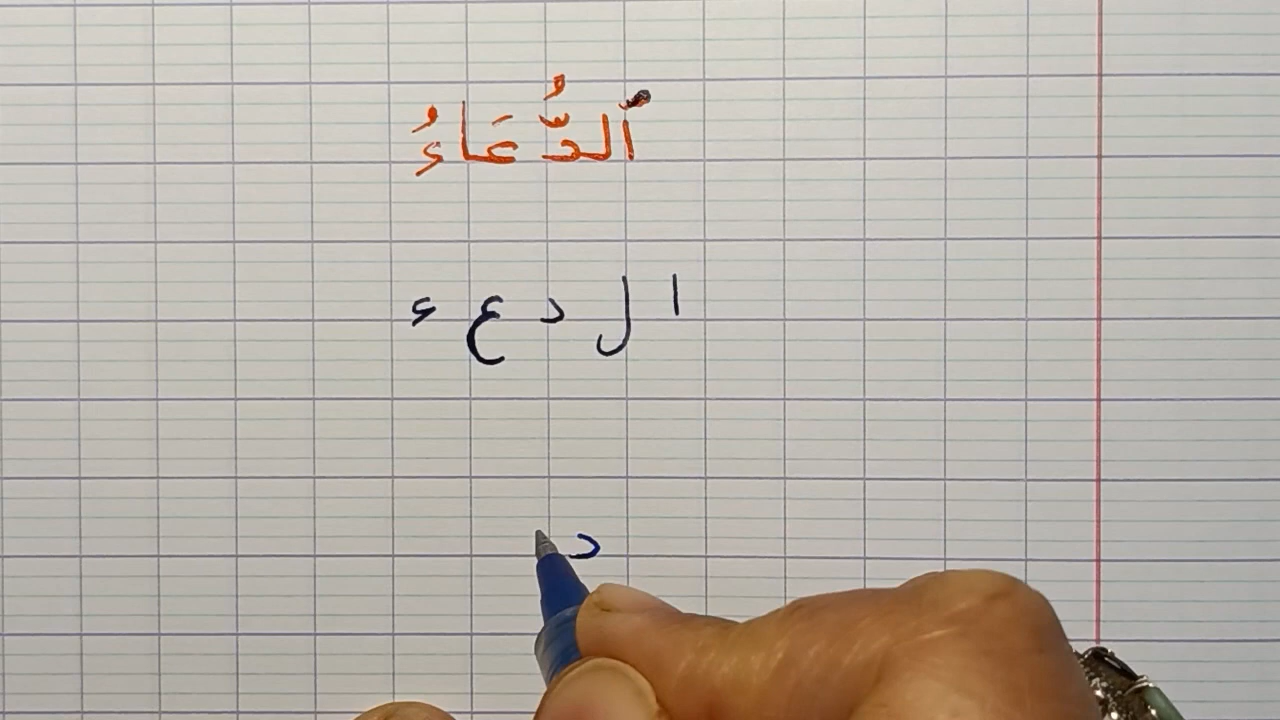 اَلدُّعَاءُ
ا ل د ع ء
د